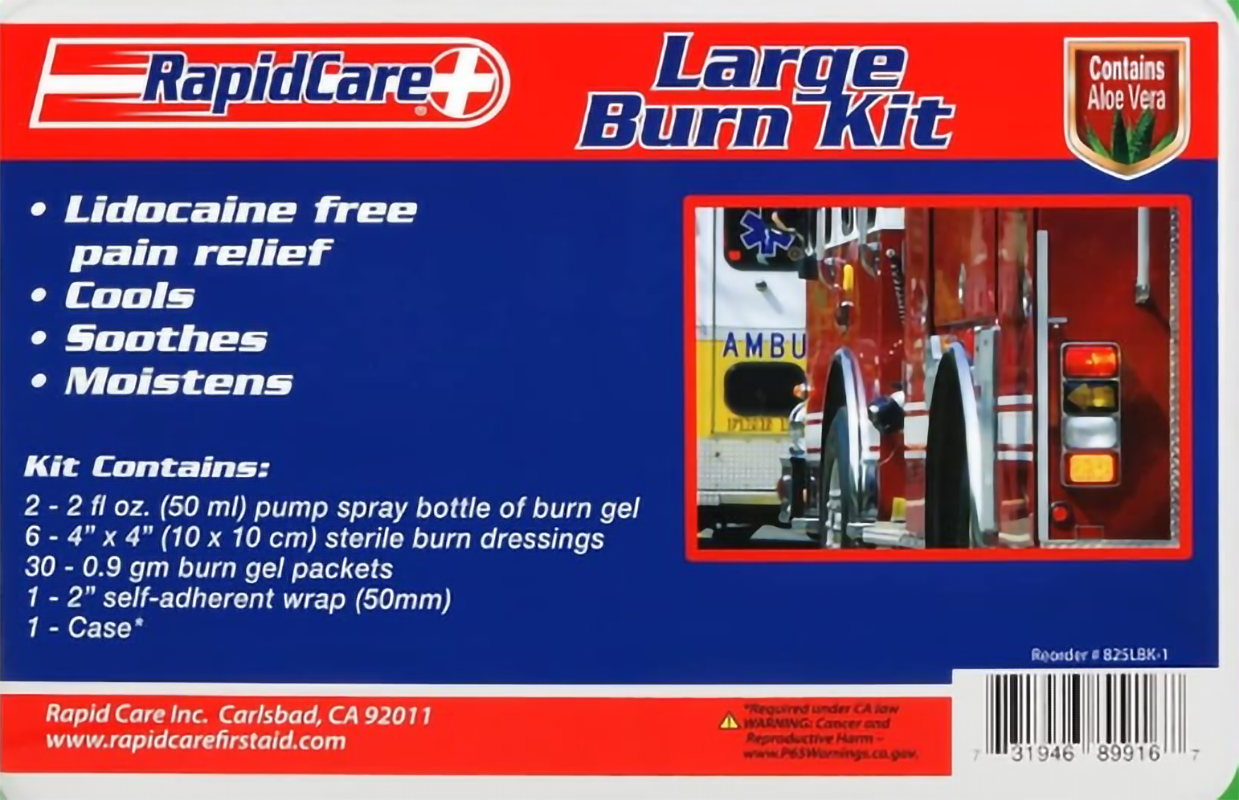 RapidCare
®
Large
Burn Kit
Contains
Aloe Vera
• Lidocaine free
pain relief
• Cools
• Soothes
• Moistens
AMBU
Kit Contains:
2 - 2 fl oz. (50 ml) pump spray bottle of burn gel
6 - 4” x 4” (10 x 10 cm) sterile burn dressings
30 - 0.9 gm burn gel packets
1 - 2” self-adherent wrap (50mm)
1 - Case*
Reorder # 825LBK-1
Rapid Care Inc. Carlsbad, CA 92011
www.rapidcarefirstaid.com
*Required under CA law
WARNING: Cancer and
Reproductive Harm –
www.P65Warnings.ca.gov.
7 31946 89916 7